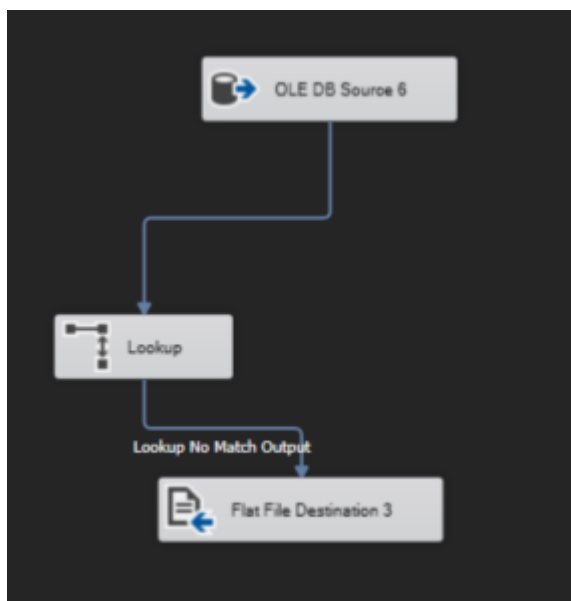 OLE DB Source 6
Lookup
Lookup No Match Output
Flat File Destination 3